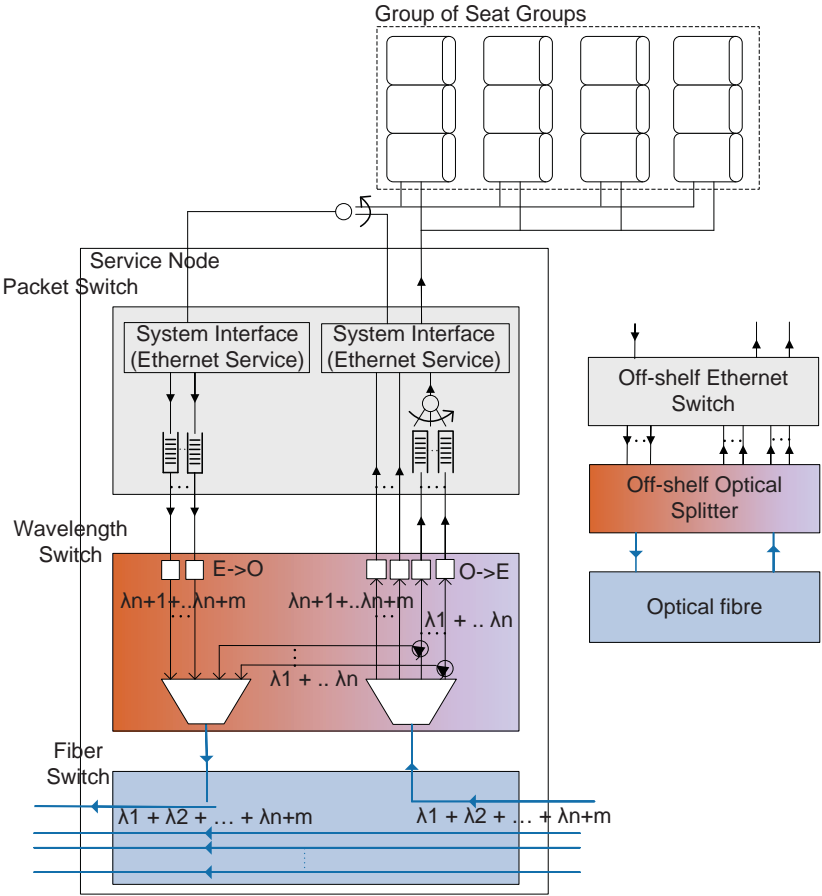 Group of Seat Groups
Service Node
Packet Switch
System Interface
(Ethernet Service)
System Interface
(Ethernet Service)
Off-shelf Ethernet
Switch
Off-shelf Optical
Splitter
Optical fibre
Wavelength
Switch
E->O
O->E
λn+1+..λn+m
λn+1+..λn+m
λ1 + .. λn
λ1 + .. λn
Fiber
Switch
λ1 + λ2 + … + λn+m
λ1 + λ2 + … + λn+m